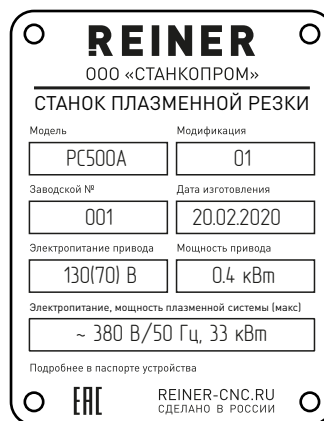 REINER
ООО «СТАНКОПРОМ»
СТАНОК ПЛАЗМЕННОЙ РЕЗКИ
Модель Модификация
PC500A 01
Заводской № Дата изготовления
001 20.02.2020
Электропитание привода Мощность привода
130(70) В 0.4 кВт
Электропитание, мощность плазменной системы (макс)
~ 380 В/50 Гц, 33 кВт
Подробнее в паспорте устройства
EAC REINER-CNC.RU
СДЕЛАНО В РОССИИ